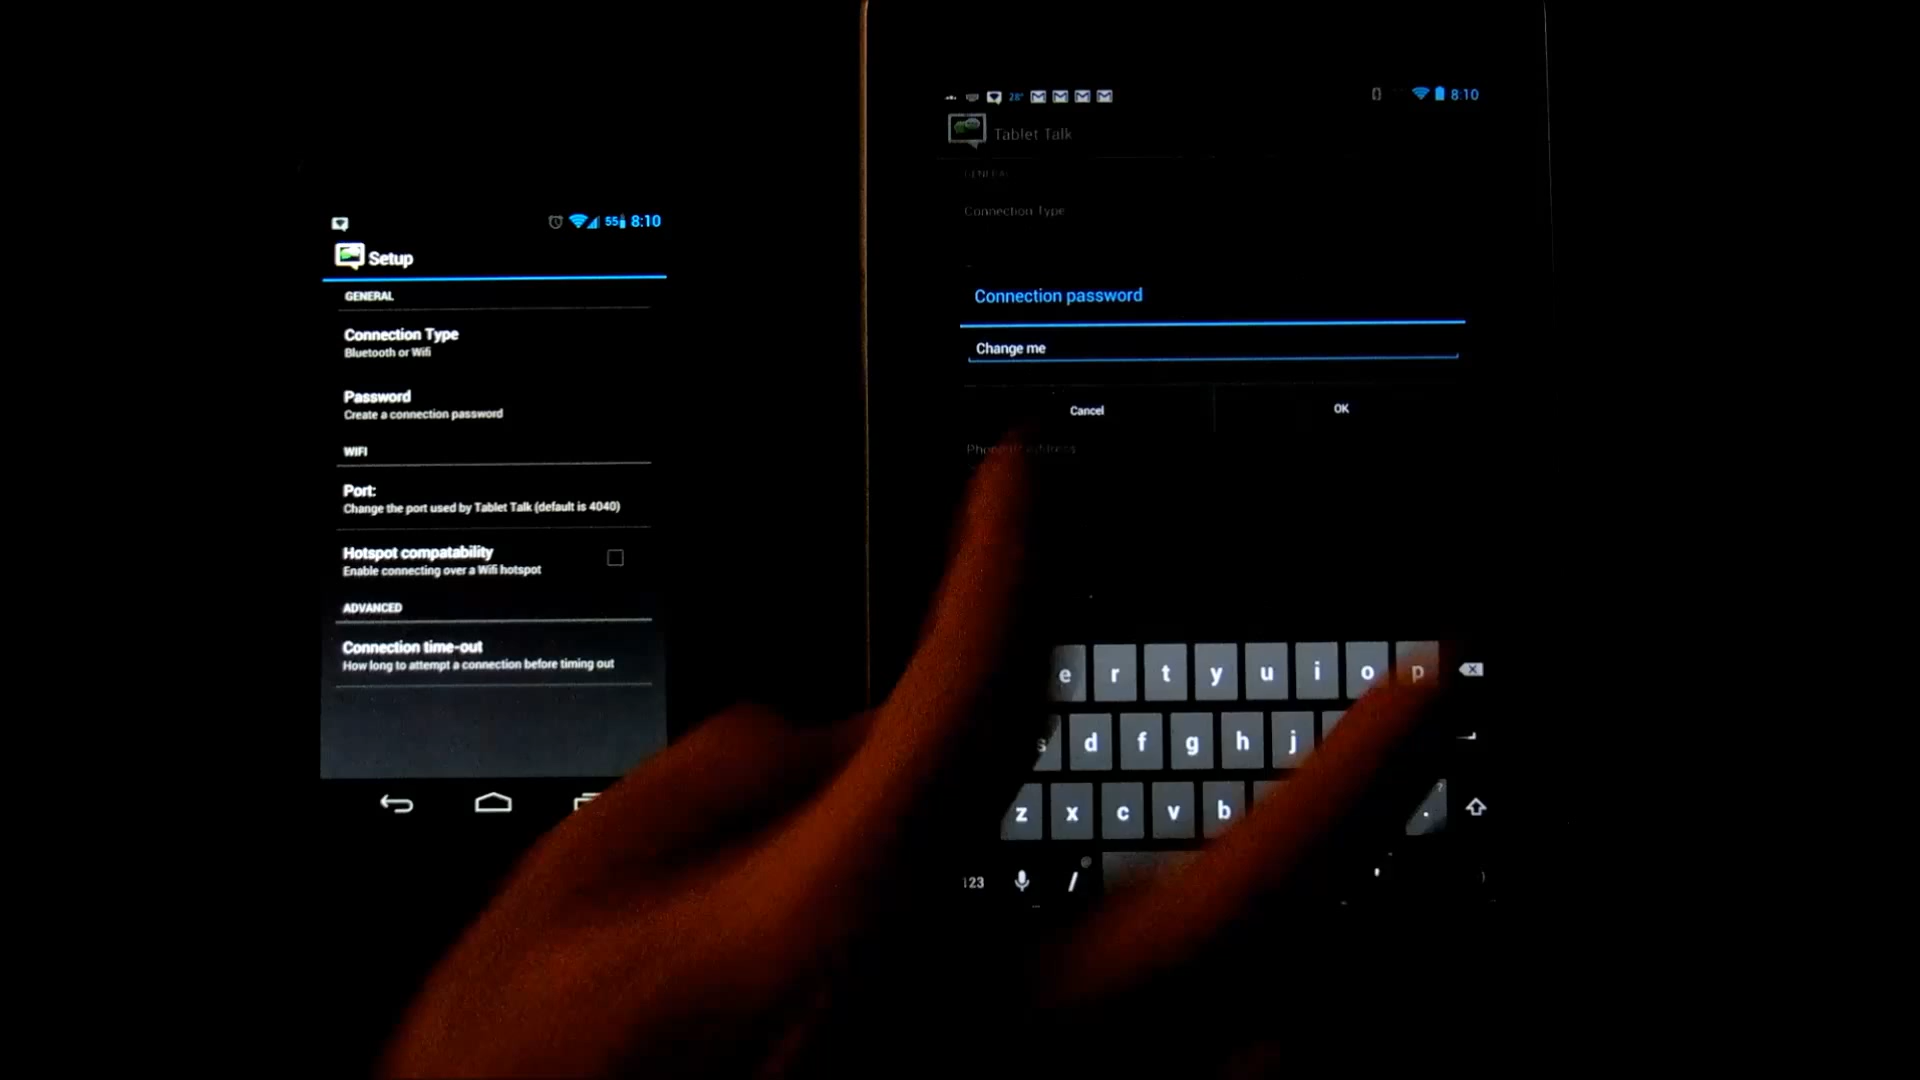 55 8:10
Setup
GENERAL
Connection Type
Bluetooth or Wifi
Password
Create a connection password
WIFI
Port:
Change the port used by Tablet Talk (default is 4040)
Hotspot compatability
Enable connecting over a Wifi hotspot
ADVANCED
Connection time-out
How long to attempt a connection before timing out
28° 8:10
Tablet Talk
GENERAL
Connection Type
Connection password
Change me
Cancel OK
e r t y u i o p
s d f g h j
z x c v b .
123 /